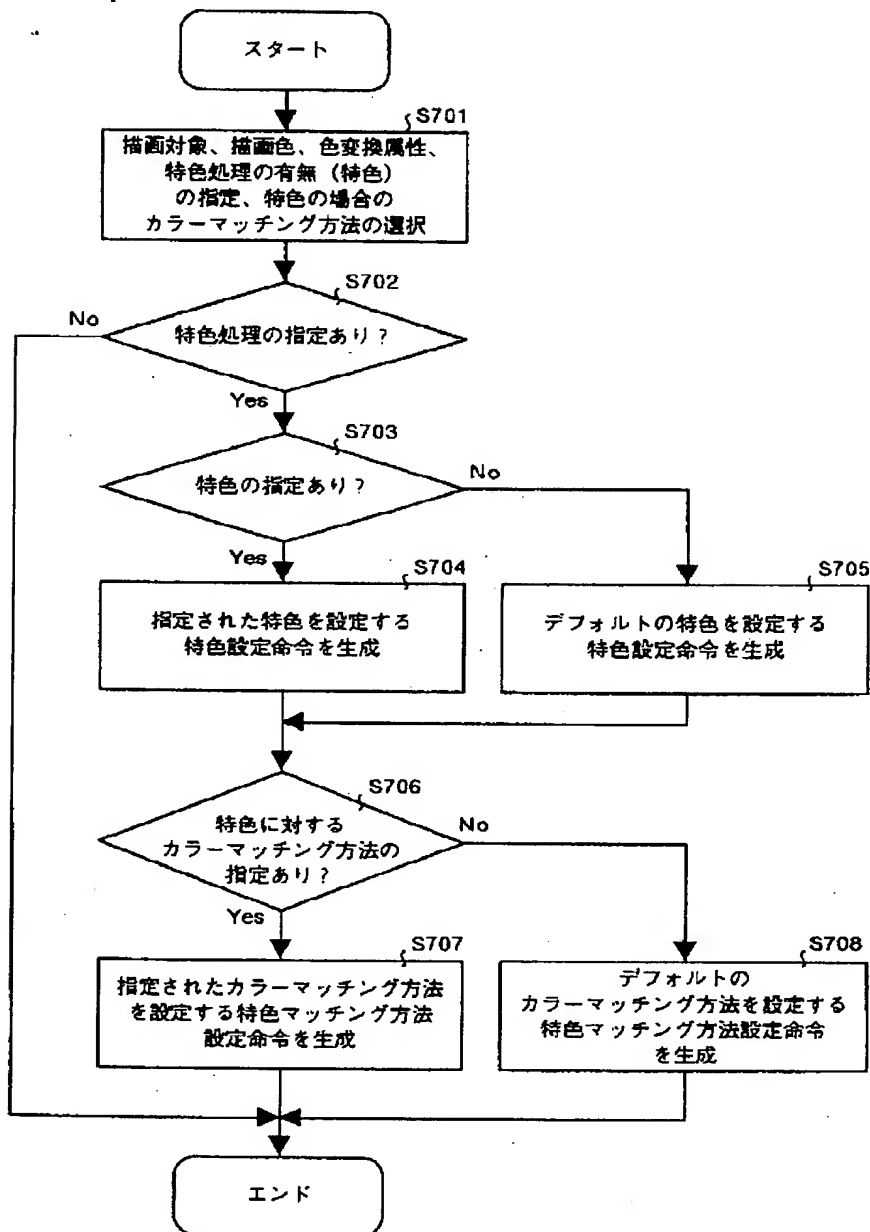 スタート
S701
描画対象、描画色、色変換属性、
特色処理の有無（特色）
の指定、特色の場合の
カラーマッチング方法の選択
S702
No
特色処理の指定あり？
Yes
S703
No
特色の指定あり？
Yes
S704
指定された特色を設定する
特色設定命令を生成
S705
デフォルトの特色を設定する
特色設定命令を生成
S706
No
特色に対する
カラーマッチング方法の
指定あり？
Yes
S707
指定されたカラーマッチング方法
を設定する特色マッチング方法
設定命令を生成
S708
デフォルトの
カラーマッチング方法を設定する
特色マッチング方法設定命令
を生成
エンド